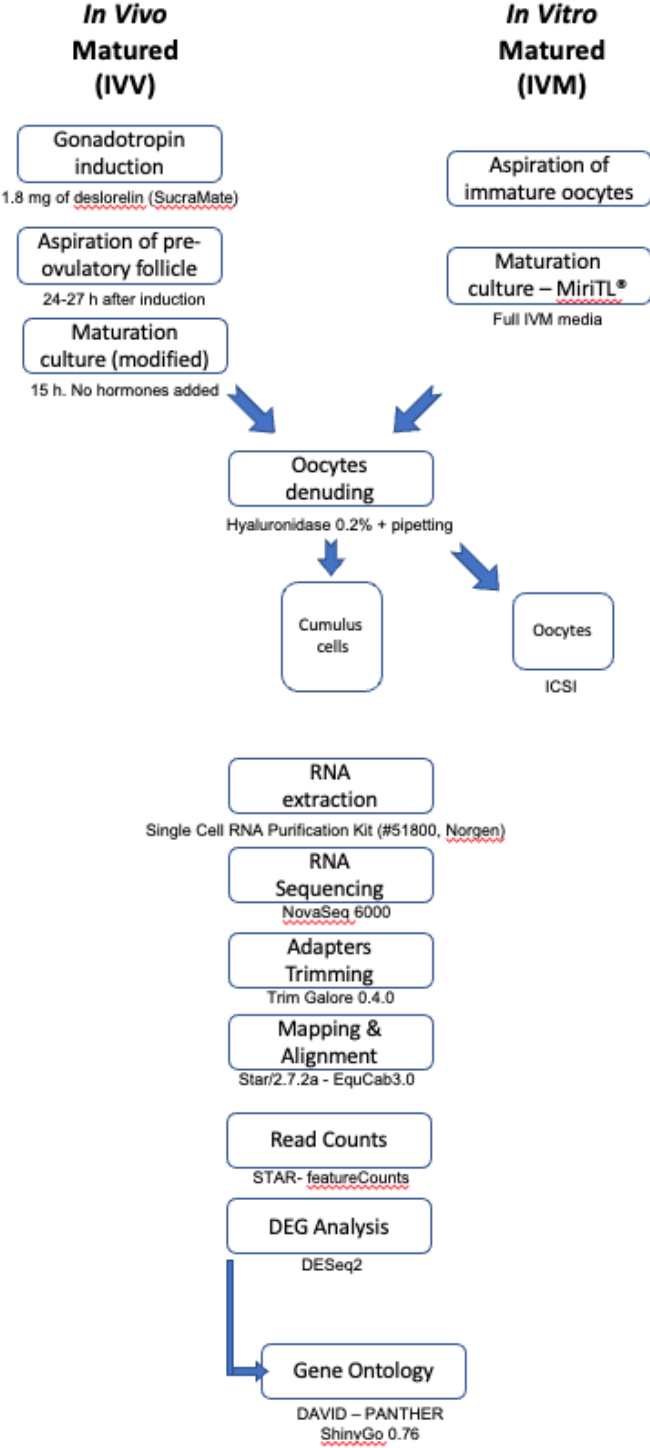 In Vivo
Matured
(IVV)
In Vitro
Matured
(IVM)
Gonadotropin
induction
1.8 mg of deslorelin (SucraMate)
Aspiration of pre-
ovulatory follicle
24-27 h after induction
Maturation
culture (modified)
15 h. No hormones added
Aspiration of
immature oocytes
Maturation
culture – MiriTL®
Full IVM media
Oocytes
denuding
Hyaluronidase 0.2% + pipetting
Cumulus
cells
Oocytes
ICSI
RNA
extraction
Single Cell RNA Purification Kit (#51800, Norgen)
RNA
Sequencing
NovaSeq 6000
Adapters
Trimming
Trim Galore 0.4.0
Mapping &
Alignment
Star/2.7.2a - EquCab3.0
Read Counts
STAR- featureCounts
DEG Analysis
DESeq2
Gene Ontology
DAVID – PANTHER
ShinyGo 0.76